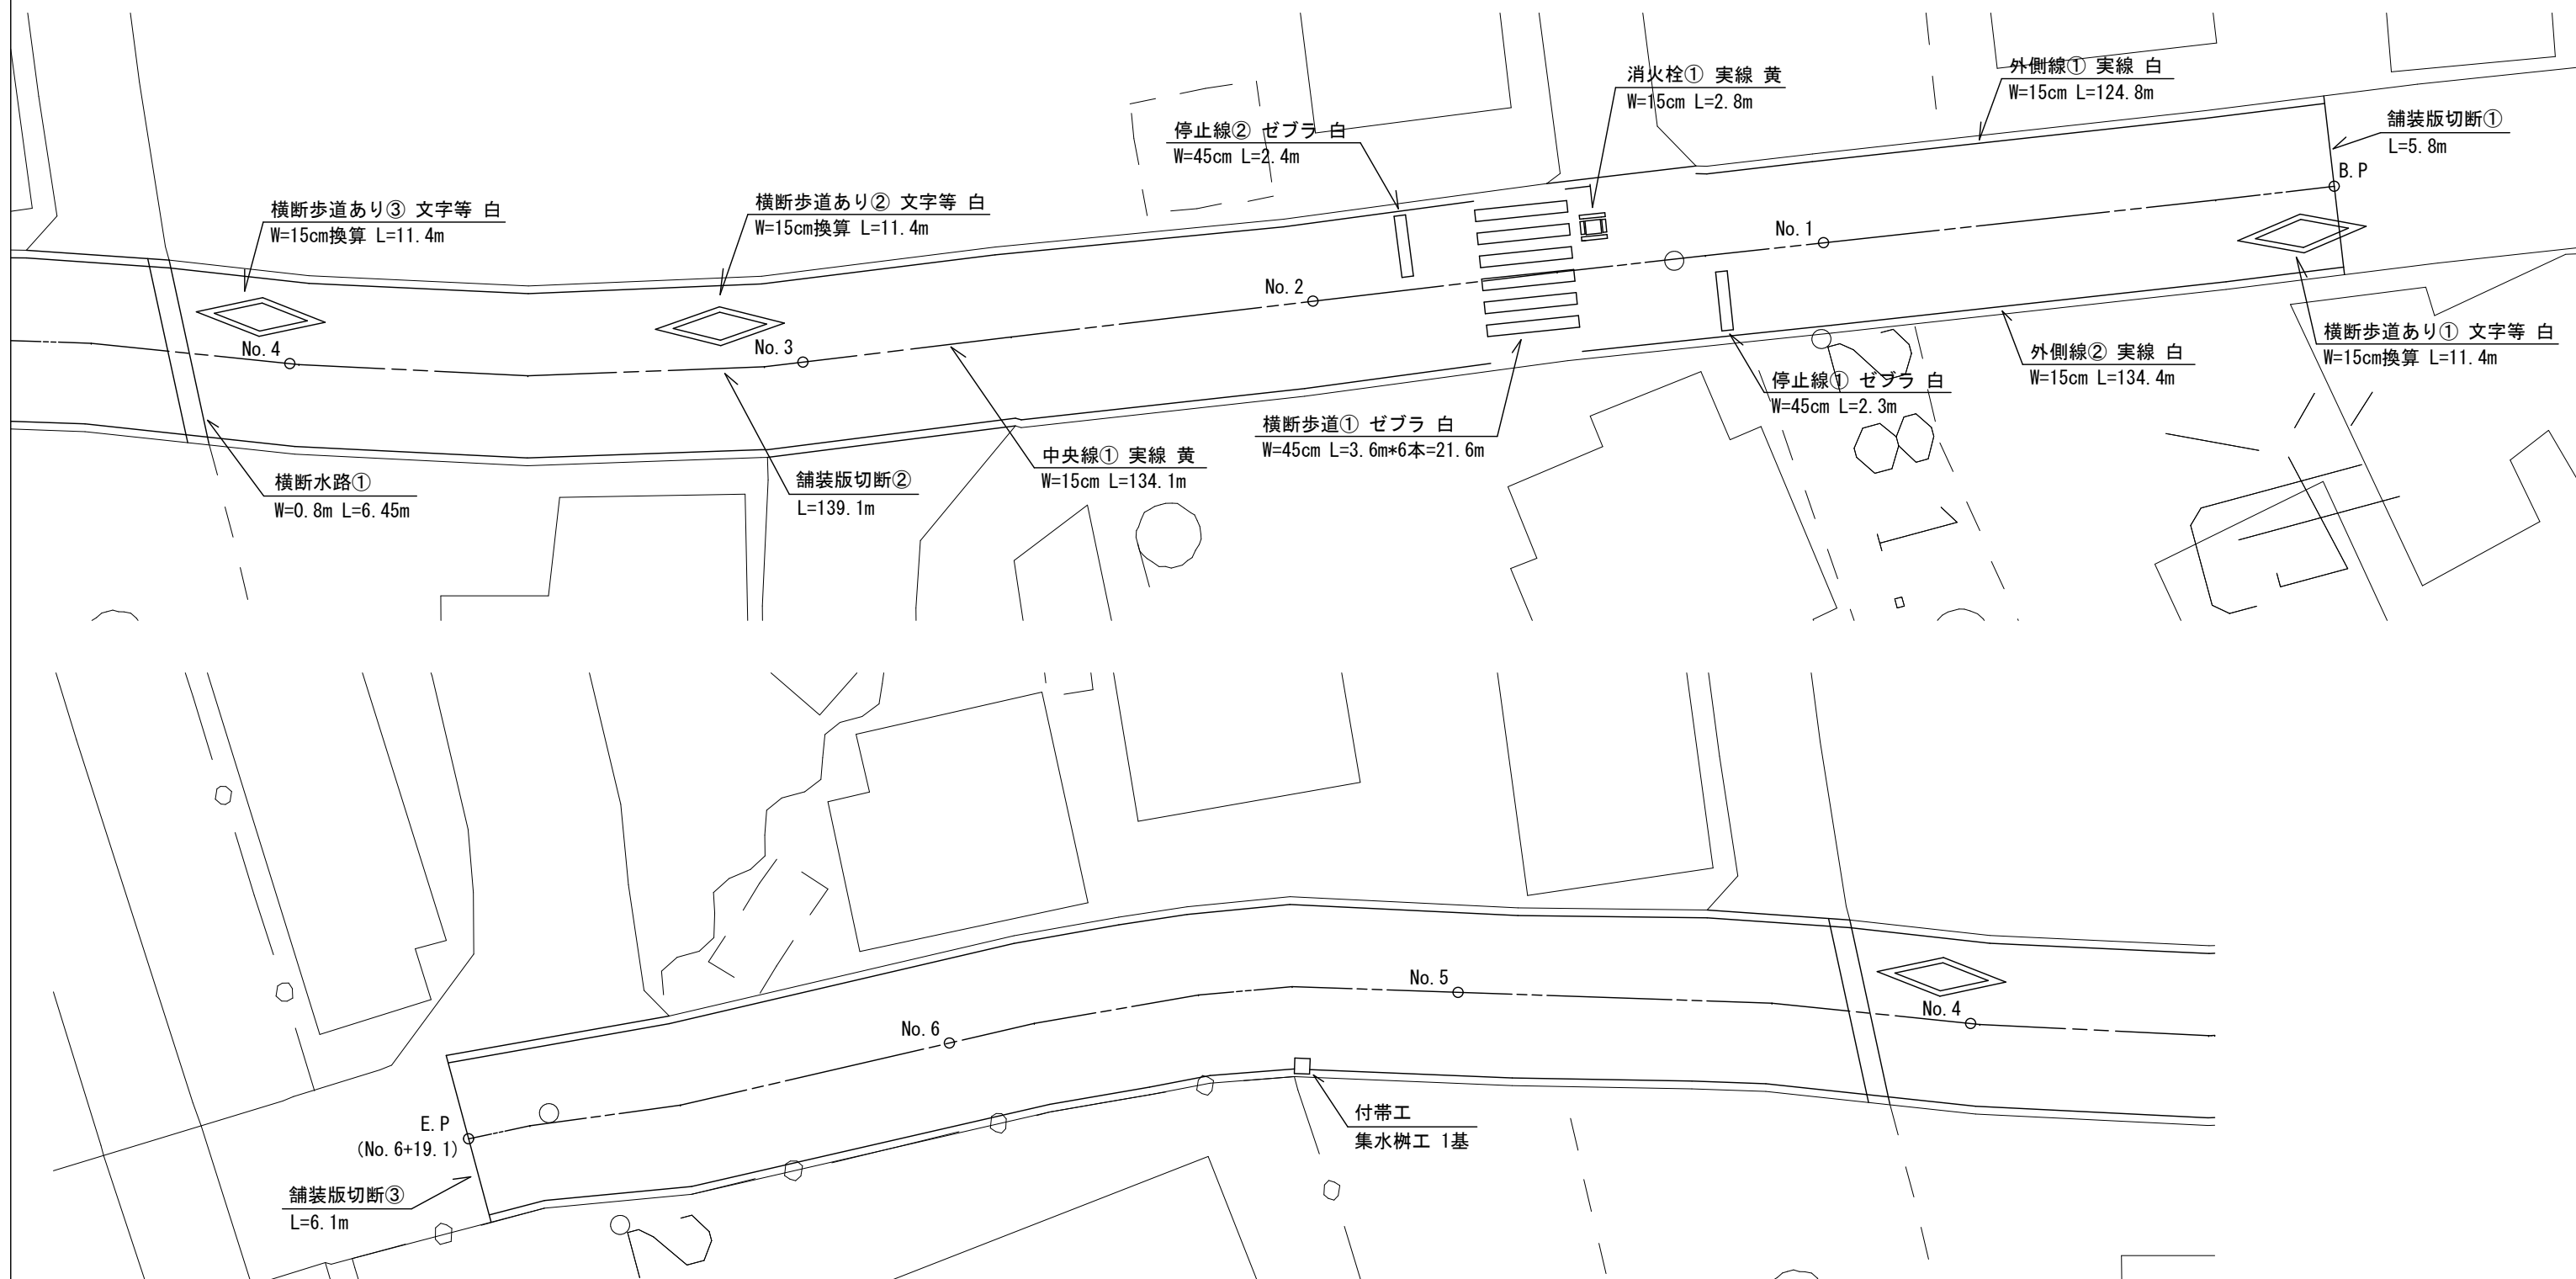 消火栓① 実線 黄
W=15cm L=2.8m
外側線① 実線 白
W=15cm L=124.8m
舗装版切断①
L=5.8m
停止線② ゼブラ 白
W=45cm L=2.4m
B.P
横断歩道あり③ 文字等 白
W=15cm換算 L=11.4m
横断歩道あり② 文字等 白
W=15cm換算 L=11.4m
No.1
No.2
No.3
No.4
横断歩道あり① 文字等 白
W=15cm換算 L=11.4m
外側線② 実線 白
W=15cm L=134.4m
停止線① ゼブラ 白
W=45cm L=2.3m
横断歩道① ゼブラ 白
W=45cm L=3.6m*6本=21.6m
中央線① 実線 黄
W=15cm L=134.1m
舗装版切断②
L=139.1m
横断水路①
W=0.8m L=6.45m
No.5
No.4
No.6
E.P
(No.6+19.1)
付帯工
集水桝工 1基
舗装版切断③
L=6.1m